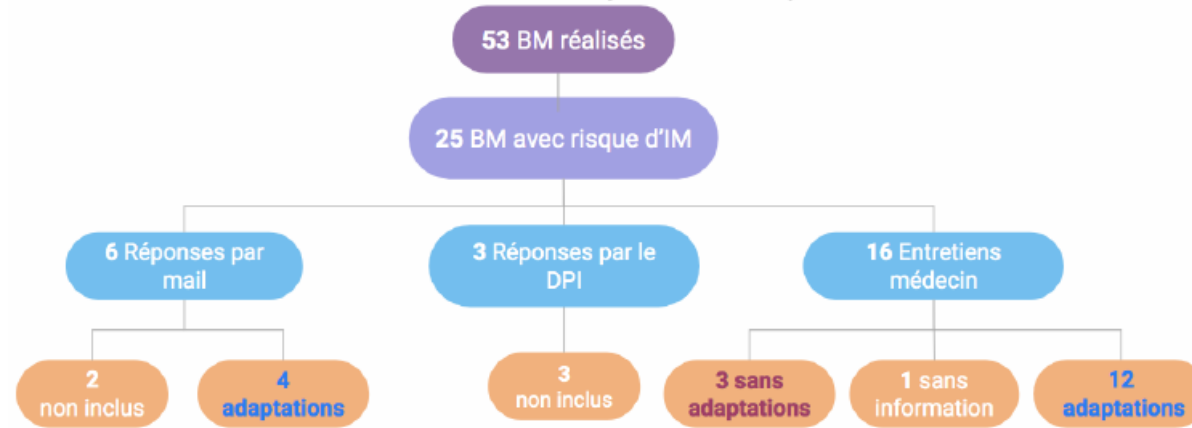 53 BM réalisés
25 BM avec risque d'IM
6 Réponses par
mail
3 Réponses par le
DPI
16 Entretiens
médecin
2
non inclus
4
adaptations
3
non inclus
3 sans
adaptations
1 sans
information
12
adaptations